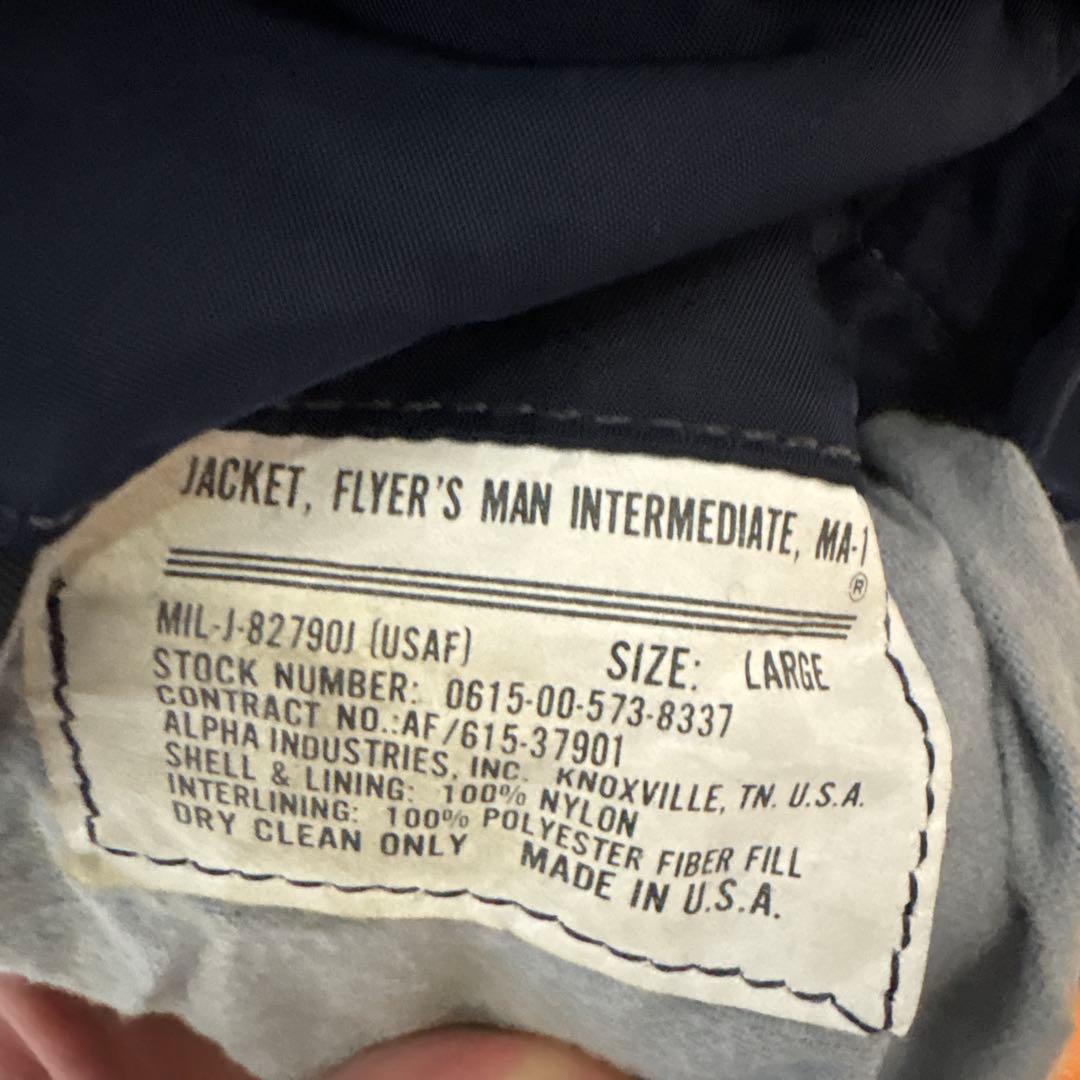 JACKET, FLYER'S MAN INTERMEDIATE, MA-1
®
MIL-J-82790J (USAF) SIZE: LARGE
STOCK NUMBER: 0615-00-573-8337
CONTRACT NO.:AF/615-37901
ALPHA INDUSTRIES, INC. KNOXVILLE, TN. U.S.A.
SHELL & LINING: 100% NYLON
INTERLINING: 100% POLYESTER FIBER FILL
DRY CLEAN ONLY MADE IN U.S.A.